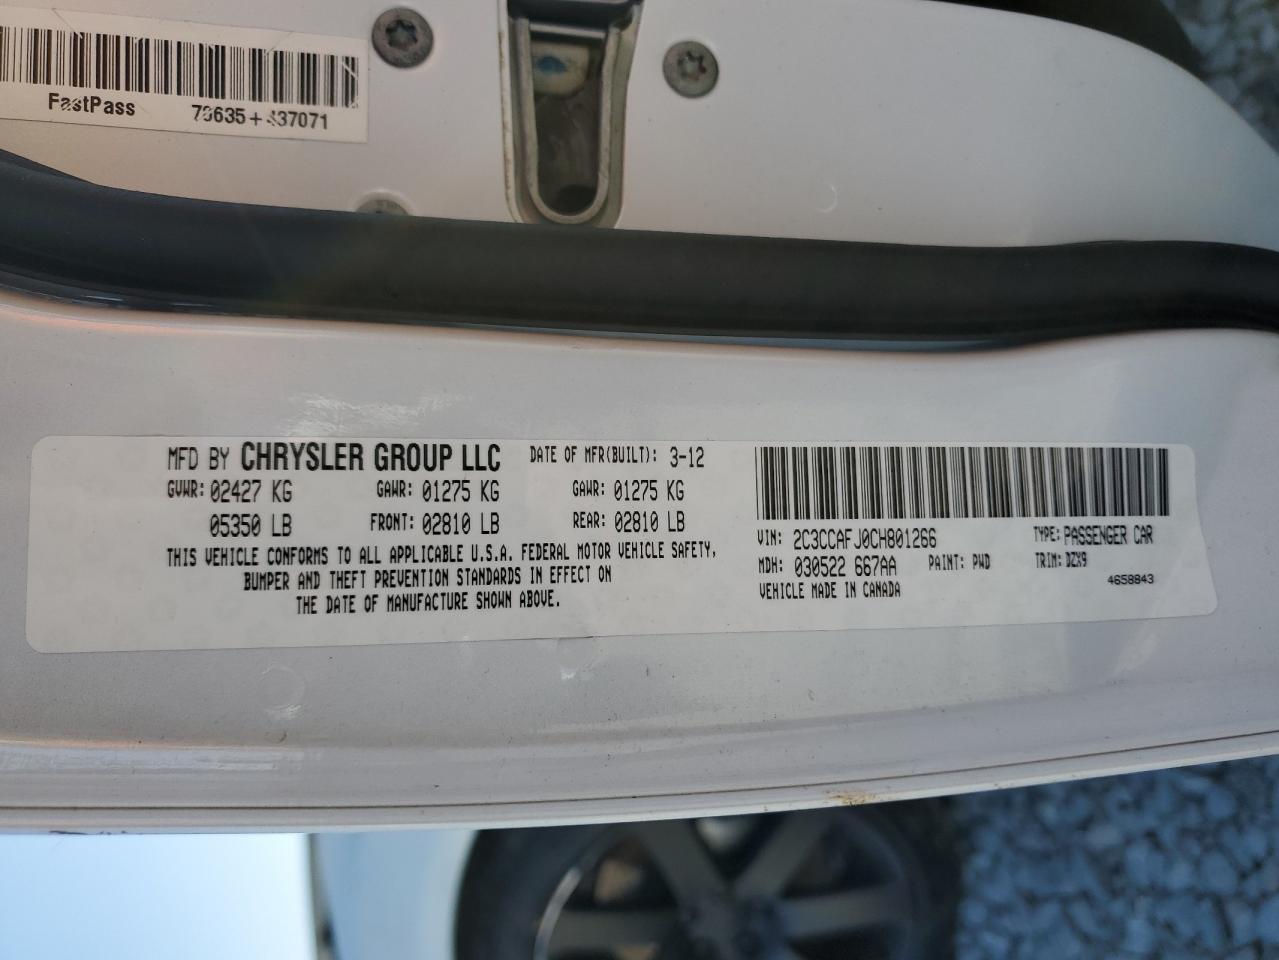 FastPass 78635+437071
MFD BY CHRYSLER GROUP LLC DATE OF MFR(BUILT): 3-12
GVWR: 02427 KG GAWR: 01275 KG GAWR: 01275 KG
05350 LB FRONT: 02810 LB REAR: 02810 LB
THIS VEHICLE CONFORMS TO ALL APPLICABLE U.S.A. FEDERAL MOTOR VEHICLE SAFETY,
BUMPER AND THEFT PREVENTION STANDARDS IN EFFECT ON
THE DATE OF MANUFACTURE SHOWN ABOVE.
VIN: 2C3CCAFJ0CH801266 TYPE: PASSENGER CAR
MDH: 030522 667AA PAINT: PWD TRIM: DZX9
VEHICLE MADE IN CANADA 4658843